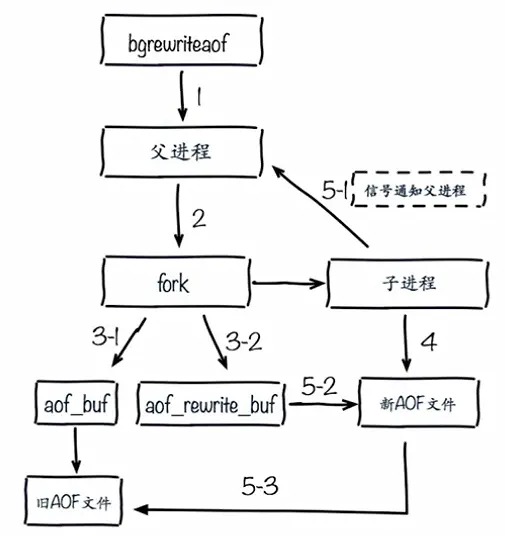 bgrewriteaof
1
父进程
5-1
信号通知父进程
2
fork
子进程
3-1
3-2
4
aof_buf
aof_rewrite_buf
5-2
新AOF文件
旧AOF文件
5-3